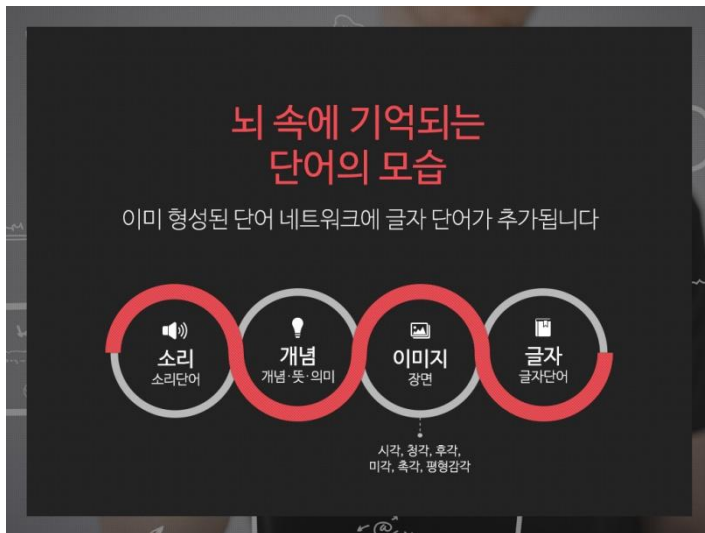 뇌 속에 기억되는
단어의 모습
이미 형성된 단어 네트워크에 글자 단어가 추가됩니다
소리
소리단어
개념
개념·뜻·의미
이미지
장면
글자
글자단어
시각, 청각, 후각,
미각, 촉각, 평형감각
@